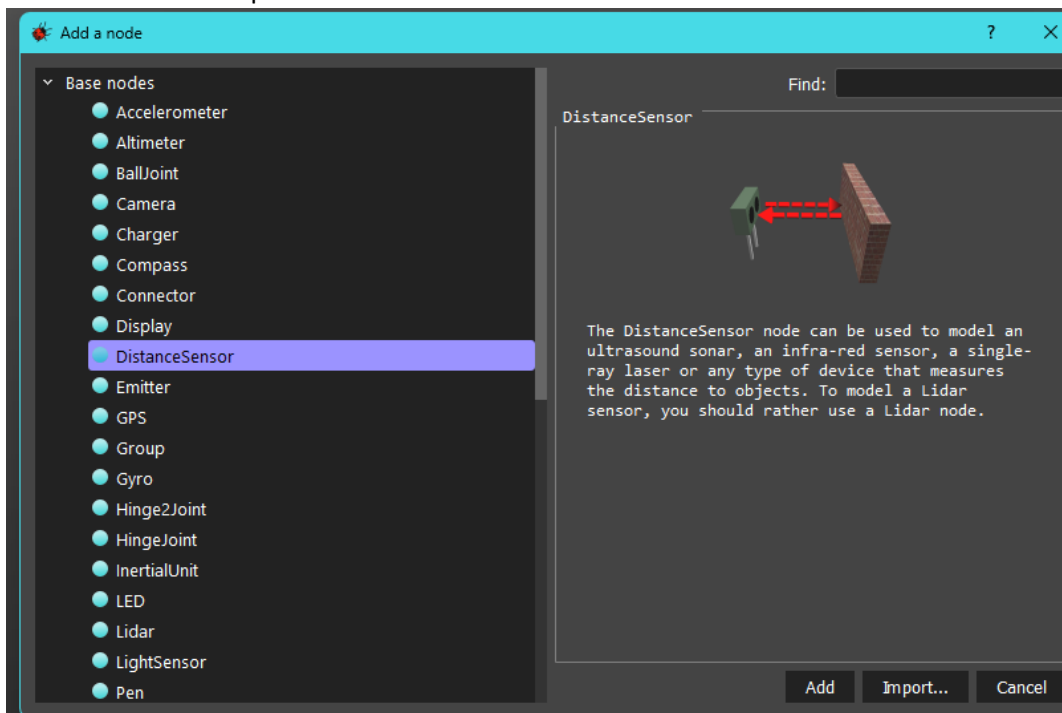 Add a node
?
Base nodes
Accelerometer
Altimeter
BallJoint
Camera
Charger
Compass
Connector
Display
DistanceSensor
Emitter
GPS
Group
Gyro
Hinge2Joint
HingeJoint
InertialUnit
LED
Lidar
LightSensor
Pen
Find:
DistanceSensor
The DistanceSensor node can be used to model an
ultrasound sonar, an infra-red sensor, a single-
ray laser or any type of device that measures
the distance to objects. To model a Lidar
sensor, you should rather use a Lidar node.
Add Import... Cancel